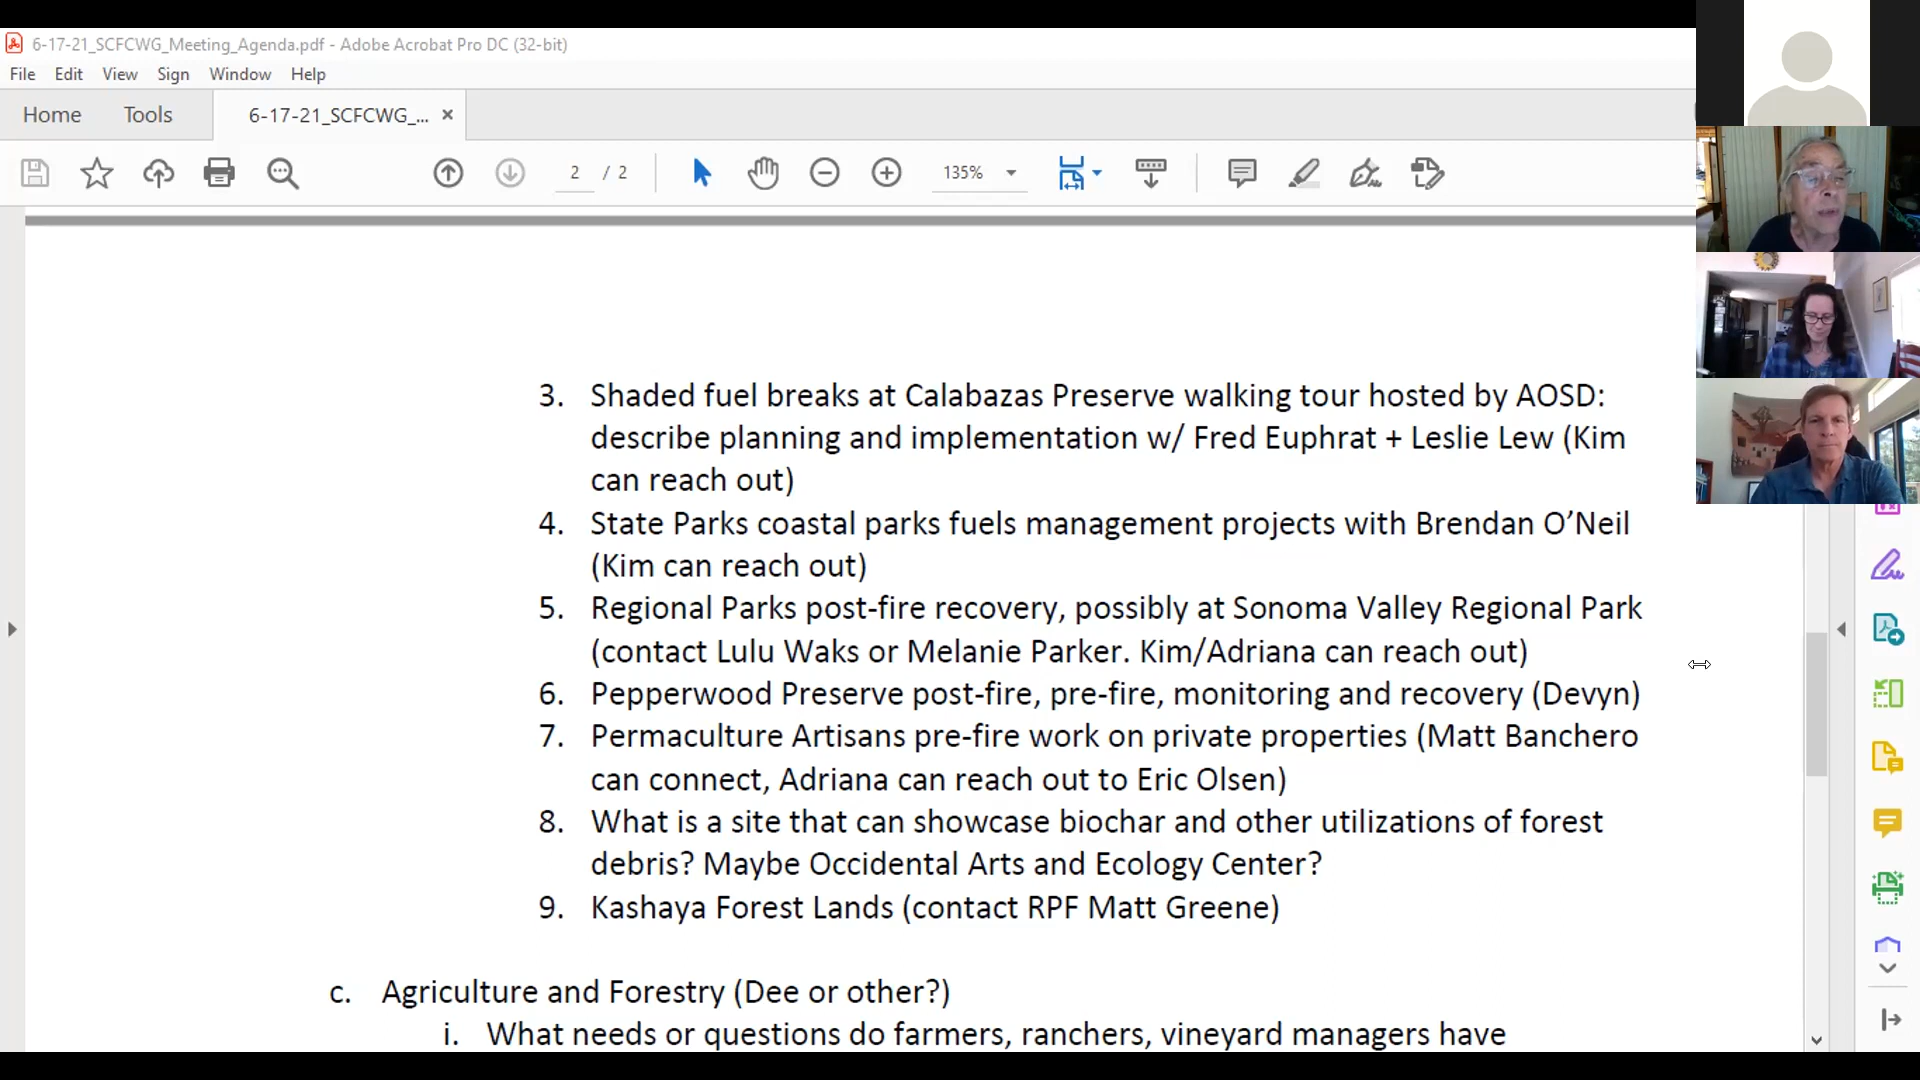 6-17-21_SCFCWG_Meeting_Agenda.pdf - Adobe Acrobat Pro DC (32-bit)
File Edit View Sign Window Help
Home Tools 6-17-21_SCFCWG_... ×
2 / 2 135%
3. Shaded fuel breaks at Calabazas Preserve walking tour hosted by AOSD:
describe planning and implementation w/ Fred Euphrat + Leslie Lew (Kim
can reach out)
4. State Parks coastal parks fuels management projects with Brendan O’Neil
(Kim can reach out)
5. Regional Parks post-fire recovery, possibly at Sonoma Valley Regional Park
(contact Lulu Waks or Melanie Parker. Kim/Adriana can reach out)
6. Pepperwood Preserve post-fire, pre-fire, monitoring and recovery (Devyn)
7. Permaculture Artisans pre-fire work on private properties (Matt Banchero
can connect, Adriana can reach out to Eric Olsen)
8. What is a site that can showcase biochar and other utilizations of forest
debris? Maybe Occidental Arts and Ecology Center?
9. Kashaya Forest Lands (contact RPF Matt Greene)
c. Agriculture and Forestry (Dee or other?)
i. What needs or questions do farmers, ranchers, vineyard managers have